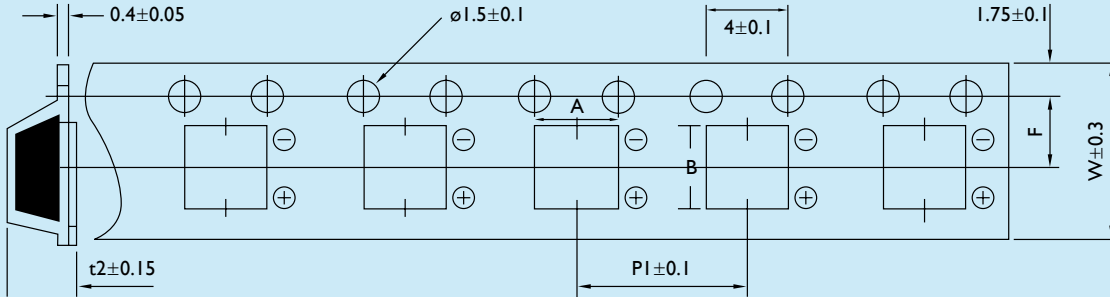 0.4±0.05
ø1.5±0.1
4±0.1
1.75±0.1
A
F
W±0.3
B
− − − − −
+ + + + +
t2±0.15
P1±0.1